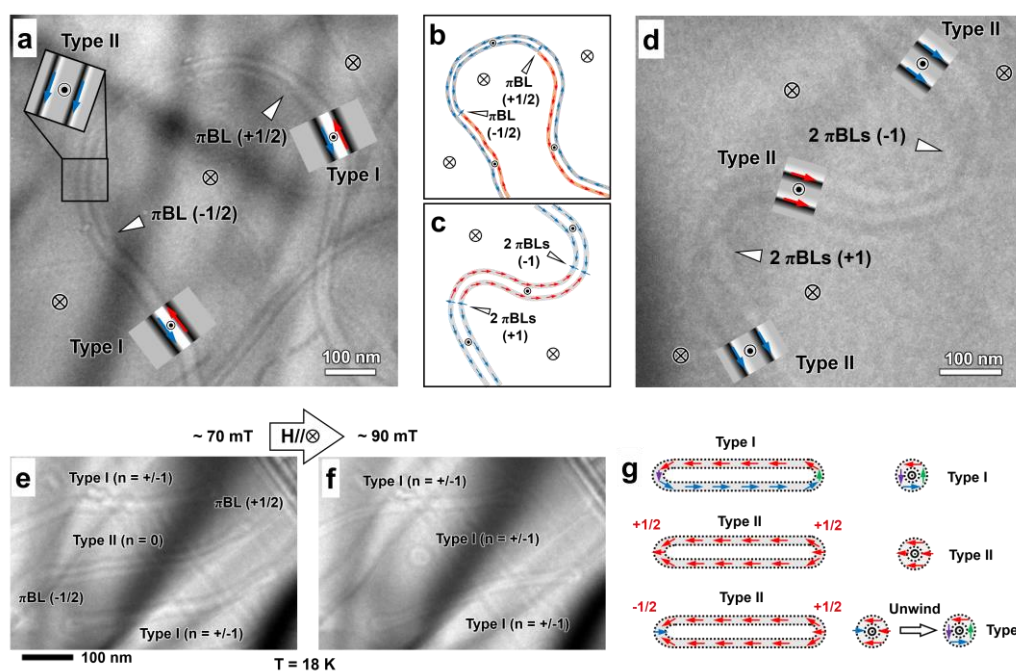 a
Type II
πBL (+1/2)
Type I
πBL (-1/2)
Type I
100 nm
b
πBL
(+1/2)
πBL
(-1/2)
c
2 πBLs
(-1)
2 πBLs
(+1)
d
Type II
2 πBLs (-1)
Type II
2 πBLs (+1)
Type II
100 nm
~ 70 mT
H//⊗
~ 90 mT
e
Type I (n = +/-1)
πBL (+1/2)
Type II (n = 0)
πBL (-1/2)
Type I (n = +/-1)
100 nm
f
Type I (n = +/-1)
Type I (n = +/-1)
Type I (n = +/-1)
T = 18 K
g
Type I
Type I
+1/2
Type II
+1/2
Type II
-1/2
Type II
+1/2
Unwind
Type